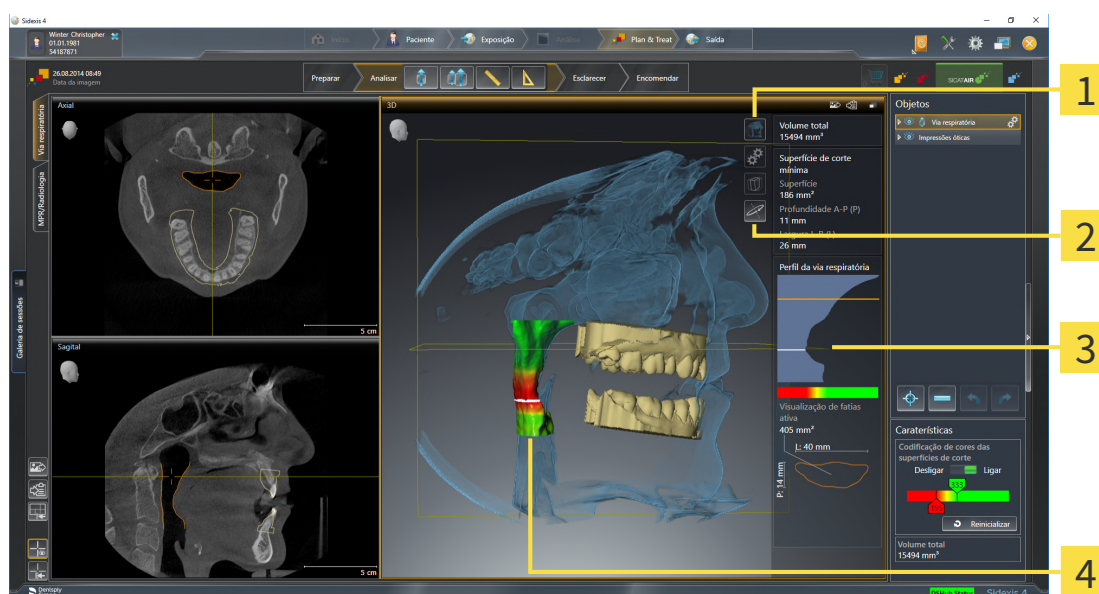 Sidexis 4
Winter Christopher
01.01.1981
54187871
Início
Paciente
Exposição
Plan & Treat
Saída
26.08.2014 08:49
Data da imagem
Preparar
Analisar
Esclarecer
Encomendar
SICATAIR
Via respiratória
MPR/Radiologia
Galeria de sessões
Axial
5 cm
Sagital
5 cm
3D
Volume total
15494 mm³
Superfície de corte
mínima
Superfície
186 mm²
Profundidade A-P (P)
11 mm
Largura L-R (L)
26 mm
Perfil da via respiratória
Visualização de fatias
ativa
405 mm²
L: 40 mm
P: 14 mm
Objetos
Via respiratória
Impressões óticas
Caraterísticas
Codificação de cores das
superfícies de corte
Desligar
Ligar
333
195
Reinicializar
Volume total
15494 mm³
Dentsply
DSHub Status
Sidexis 4
1
2
3
4